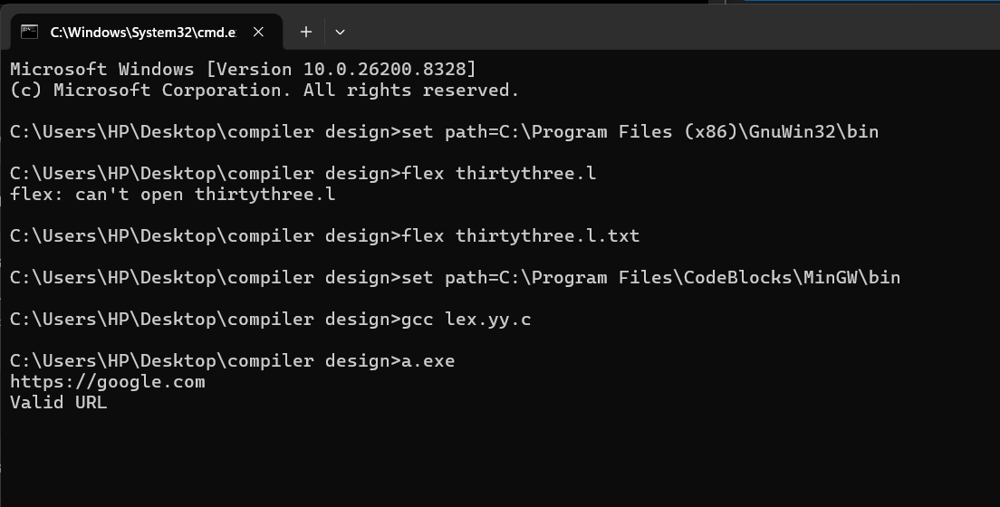 C:\Windows\System32\cmd.e
Microsoft Windows [Version 10.0.26200.8328]
(c) Microsoft Corporation. All rights reserved.
C:\Users\HP\Desktop\compiler design>set path=C:\Program Files (x86)\GnuWin32\bin
C:\Users\HP\Desktop\compiler design>flex thirtythree.l
flex: can't open thirtythree.l
C:\Users\HP\Desktop\compiler design>flex thirtythree.l.txt
C:\Users\HP\Desktop\compiler design>set path=C:\Program Files\CodeBlocks\MinGW\bin
C:\Users\HP\Desktop\compiler design>gcc lex.yy.c
C:\Users\HP\Desktop\compiler design>a.exe
https://google.com
Valid URL